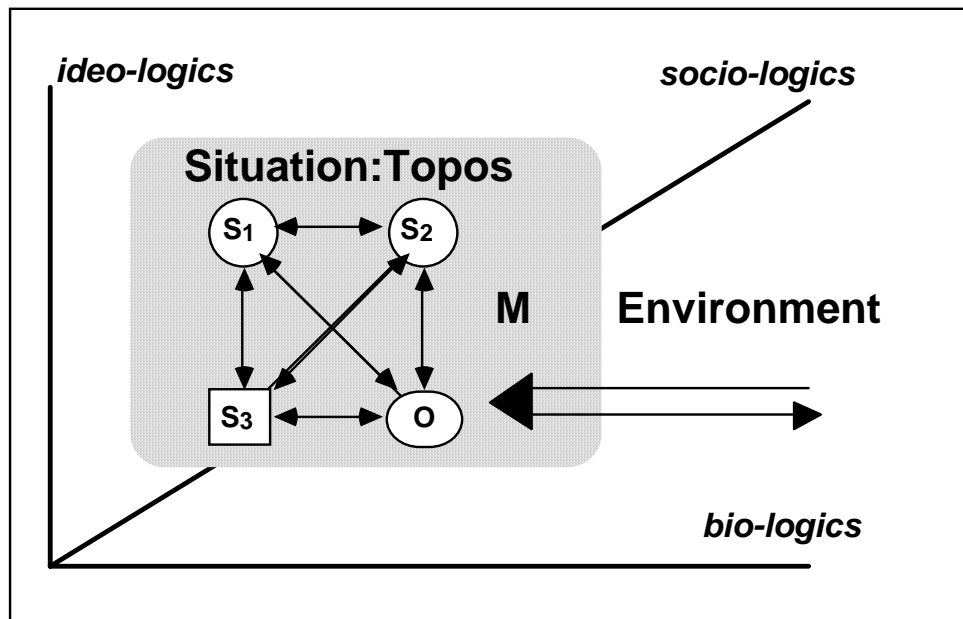 ideo-logics
socio-logics
Situation:Topos
S1
S2
M
Environment
S3
O
bio-logics